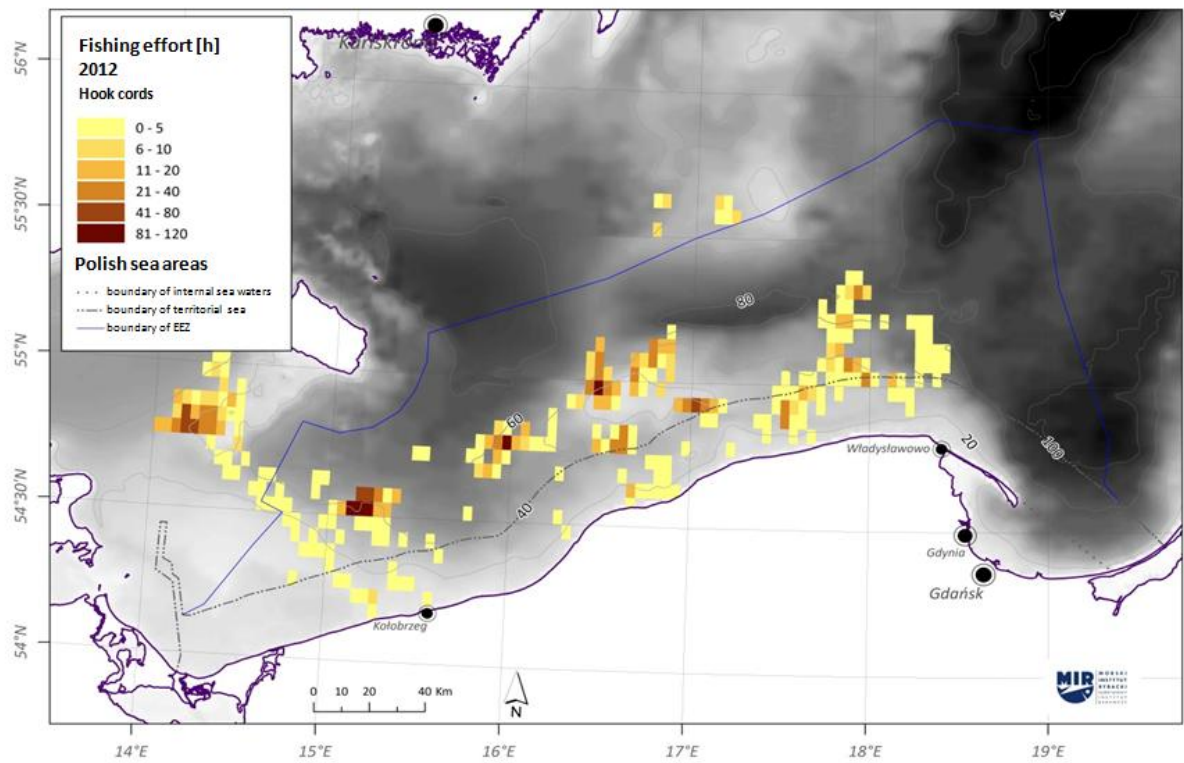 Fishing effort [h]
2012
Hook cords
0 - 5
6 - 10
11 - 20
21 - 40
41 - 80
81 - 120
Polish sea areas
boundary of internal sea waters
boundary of territorial sea
boundary of EEZ
56°N
55°30'N
55°N
54°30'N
54°N
Karlskrona
80
60
40
20
100
Władysławowo
Gdynia
Gdańsk
Kołobrzeg
0 10 20 40 Km
N
MIR
MORSKI
INSTYTUT
RYBACKI
14°E 15°E 16°E 17°E 18°E 19°E